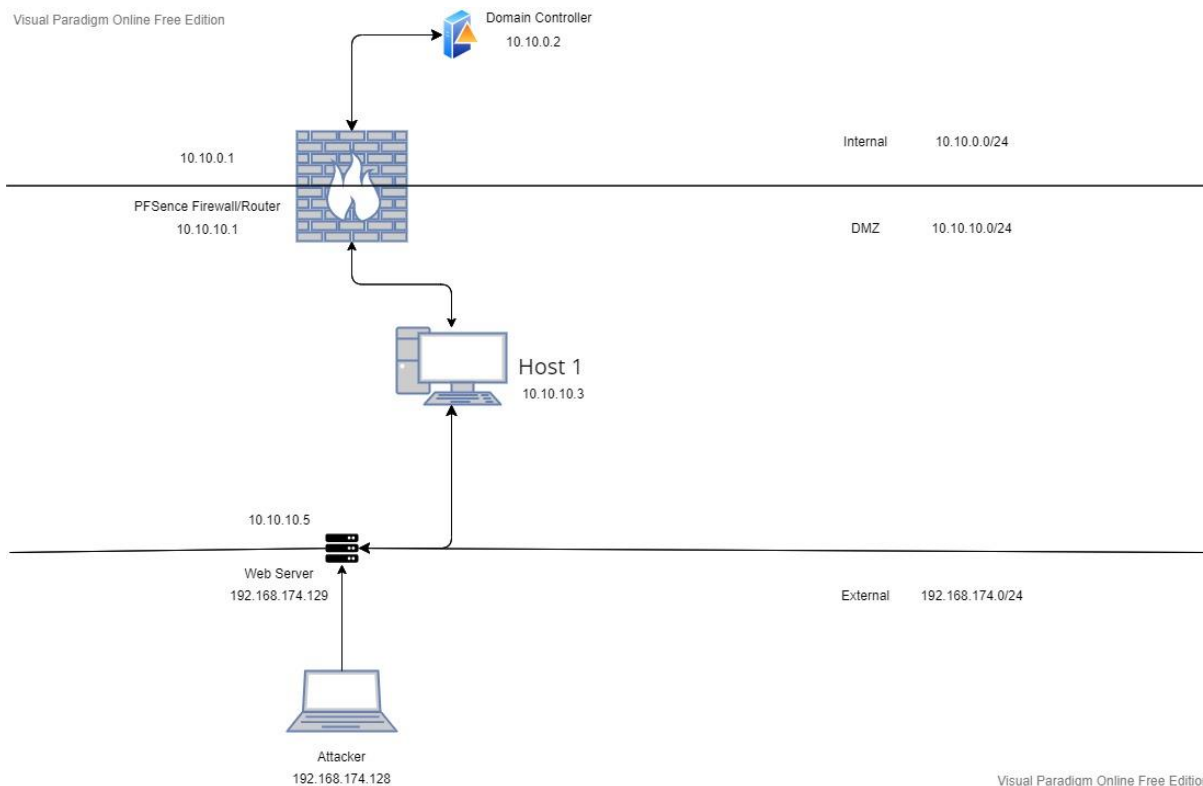 Visual Paradigm Online Free Edition
Domain Controller
10.10.0.2
Internal 10.10.0.0/24
10.10.0.1
PFSence Firewall/Router
10.10.10.1
DMZ 10.10.10.0/24
Host 1
10.10.10.3
10.10.10.5
Web Server
192.168.174.129
External 192.168.174.0/24
Attacker
192.168.174.128
Visual Paradigm Online Free Edition